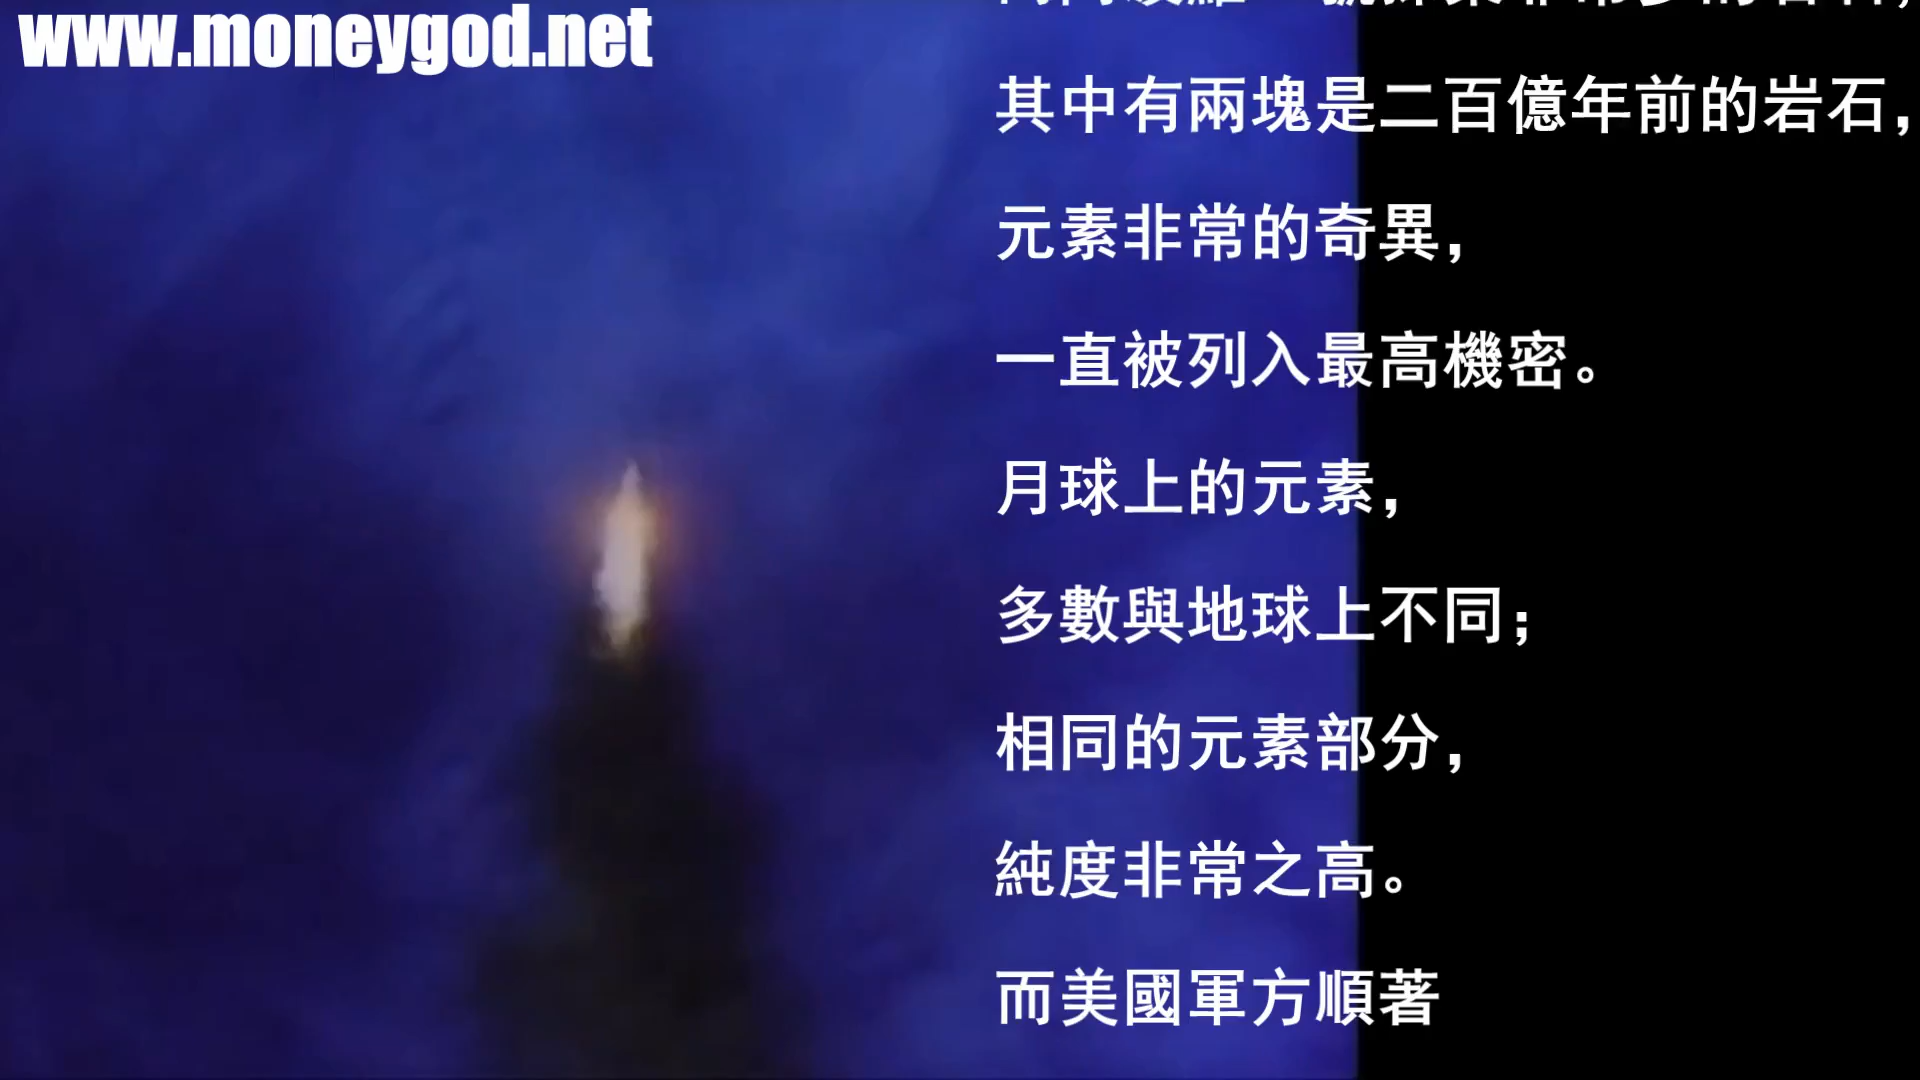 www.moneygod.net
其中有兩塊是二百億年前的岩石，
元素非常的奇異，
一直被列入最高機密。
月球上的元素，
多數與地球上不同；
相同的元素部分，
純度非常之高。
而美國軍方順著